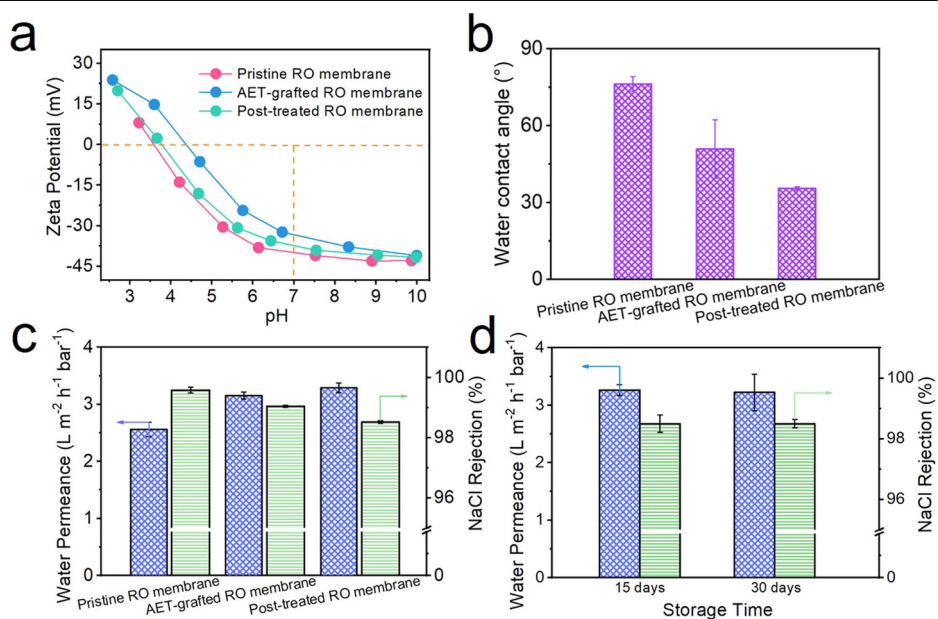 a
Zeta Potential (mV)
30
15
0
-15
-30
-45
Pristine RO membrane
AET-grafted RO membrane
Post-treated RO membrane
3 4 5 6 7 8 9 10
pH
b
Water contact angle (°)
90
60
30
0
Pristine RO membrane
AET-grafted RO membrane
Post-treated RO membrane
c
Water Permeance (L m⁻² h⁻¹ bar⁻¹)
4
3
2
1
0
100
98
96
0
NaCl Rejection (%)
Pristine RO membrane
AET-grafted RO membrane
Post-treated RO membrane
d
Water Permeance (L m⁻² h⁻¹ bar⁻¹)
4
3
2
1
0
100
98
96
0
NaCl Rejection (%)
15 days 30 days
Storage Time